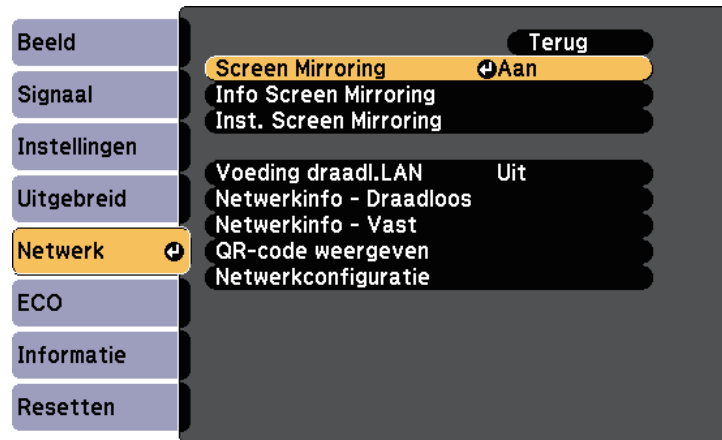 Beeld
Signaal
Instellingen
Uitgebreid
Netwerk
ECO
Informatie
Resetten
Terug
Screen Mirroring Aan
Info Screen Mirroring
Inst. Screen Mirroring
Voeding draadl.LAN Uit
Netwerkinfo - Draadloos
Netwerkinfo - Vast
QR-code weergeven
Netwerkconfiguratie